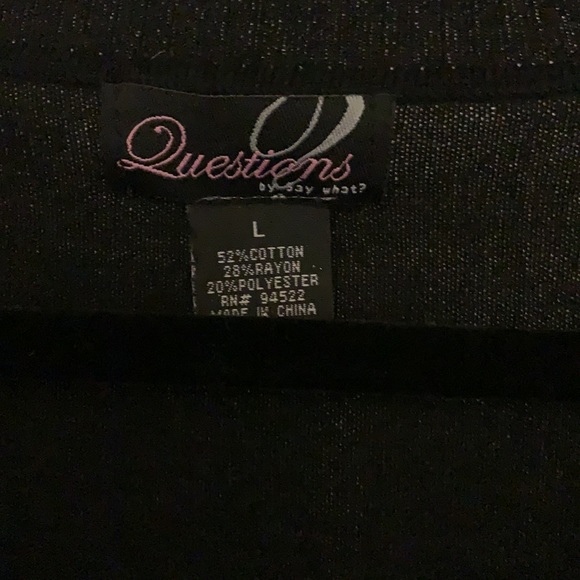 Questions
by say what?
L
52%COTTON
28%RAYON
20%POLYESTER
RN# 94522
MADE IN CHINA